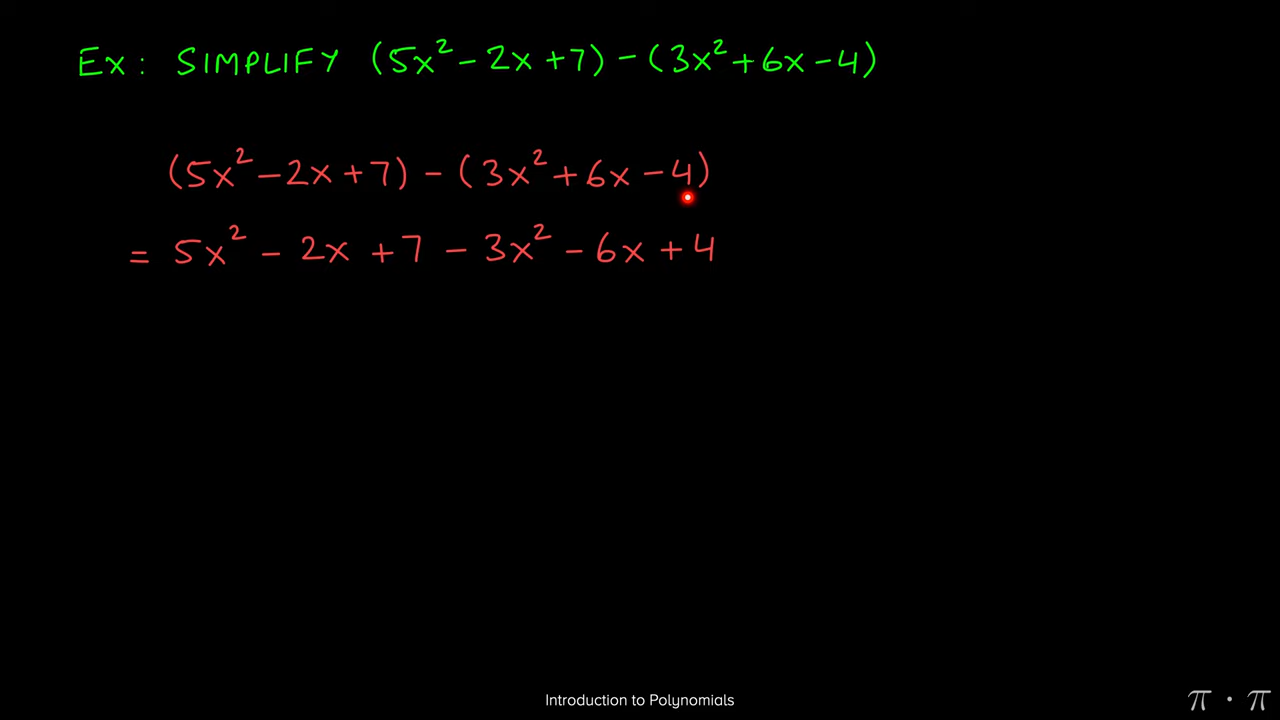 Ex: SIMPLIFY (5x² − 2x + 7) − (3x² + 6x − 4)
(5x² − 2x + 7) − (3x² + 6x − 4)
= 5x² − 2x + 7 − 3x² − 6x + 4
Introduction to Polynomials
π · π